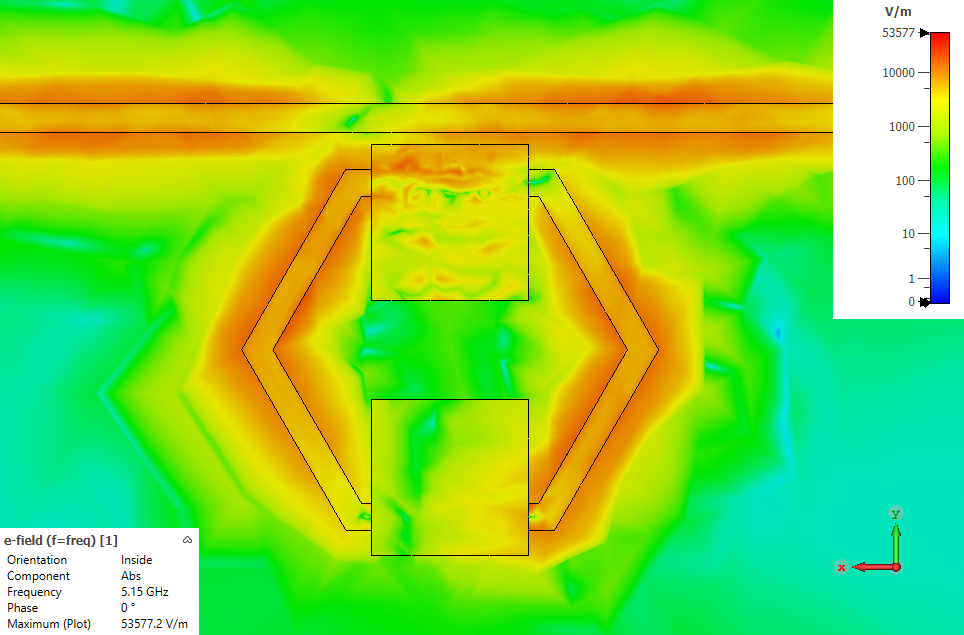 V/m
53577
10000
1000
100
10
1
0
Y
x
e-field (f=freq) [1]
Orientation Inside
Component Abs
Frequency 5.15 GHz
Phase 0 °
Maximum (Plot) 53577.2 V/m